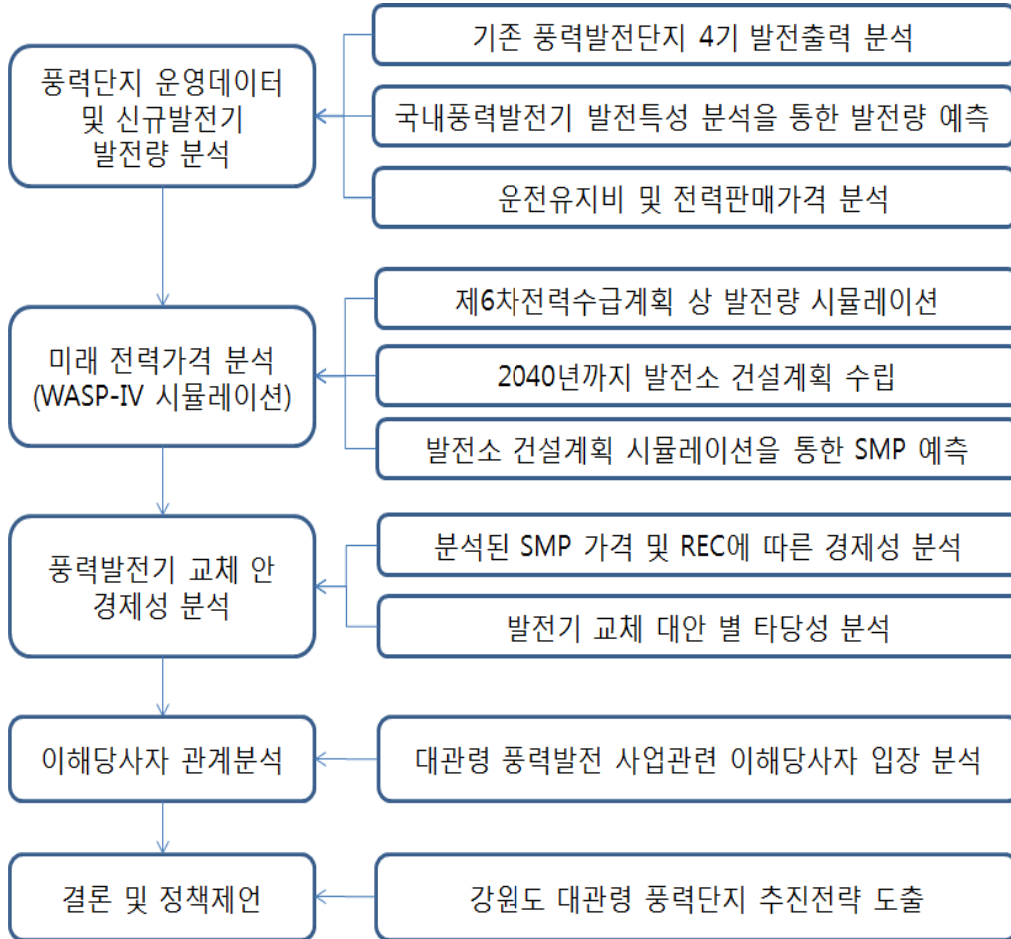 풍력단지 운영데이터
및 신규발전기
발전량 분석
기존 풍력발전단지 4기 발전출력 분석
국내풍력발전기 발전특성 분석을 통한 발전량 예측
운전유지비 및 전력판매가격 분석
미래 전력가격 분석
(WASP-IV 시뮬레이션)
제6차전력수급계획 상 발전량 시뮬레이션
2040년까지 발전소 건설계획 수립
발전소 건설계획 시뮬레이션을 통한 SMP 예측
풍력발전기 교체 안
경제성 분석
분석된 SMP 가격 및 REC에 따른 경제성 분석
발전기 교체 대안 별 타당성 분석
이해당사자 관계분석
대관령 풍력발전 사업관련 이해당사자 입장 분석
결론 및 정책제언
강원도 대관령 풍력단지 추진전략 도출